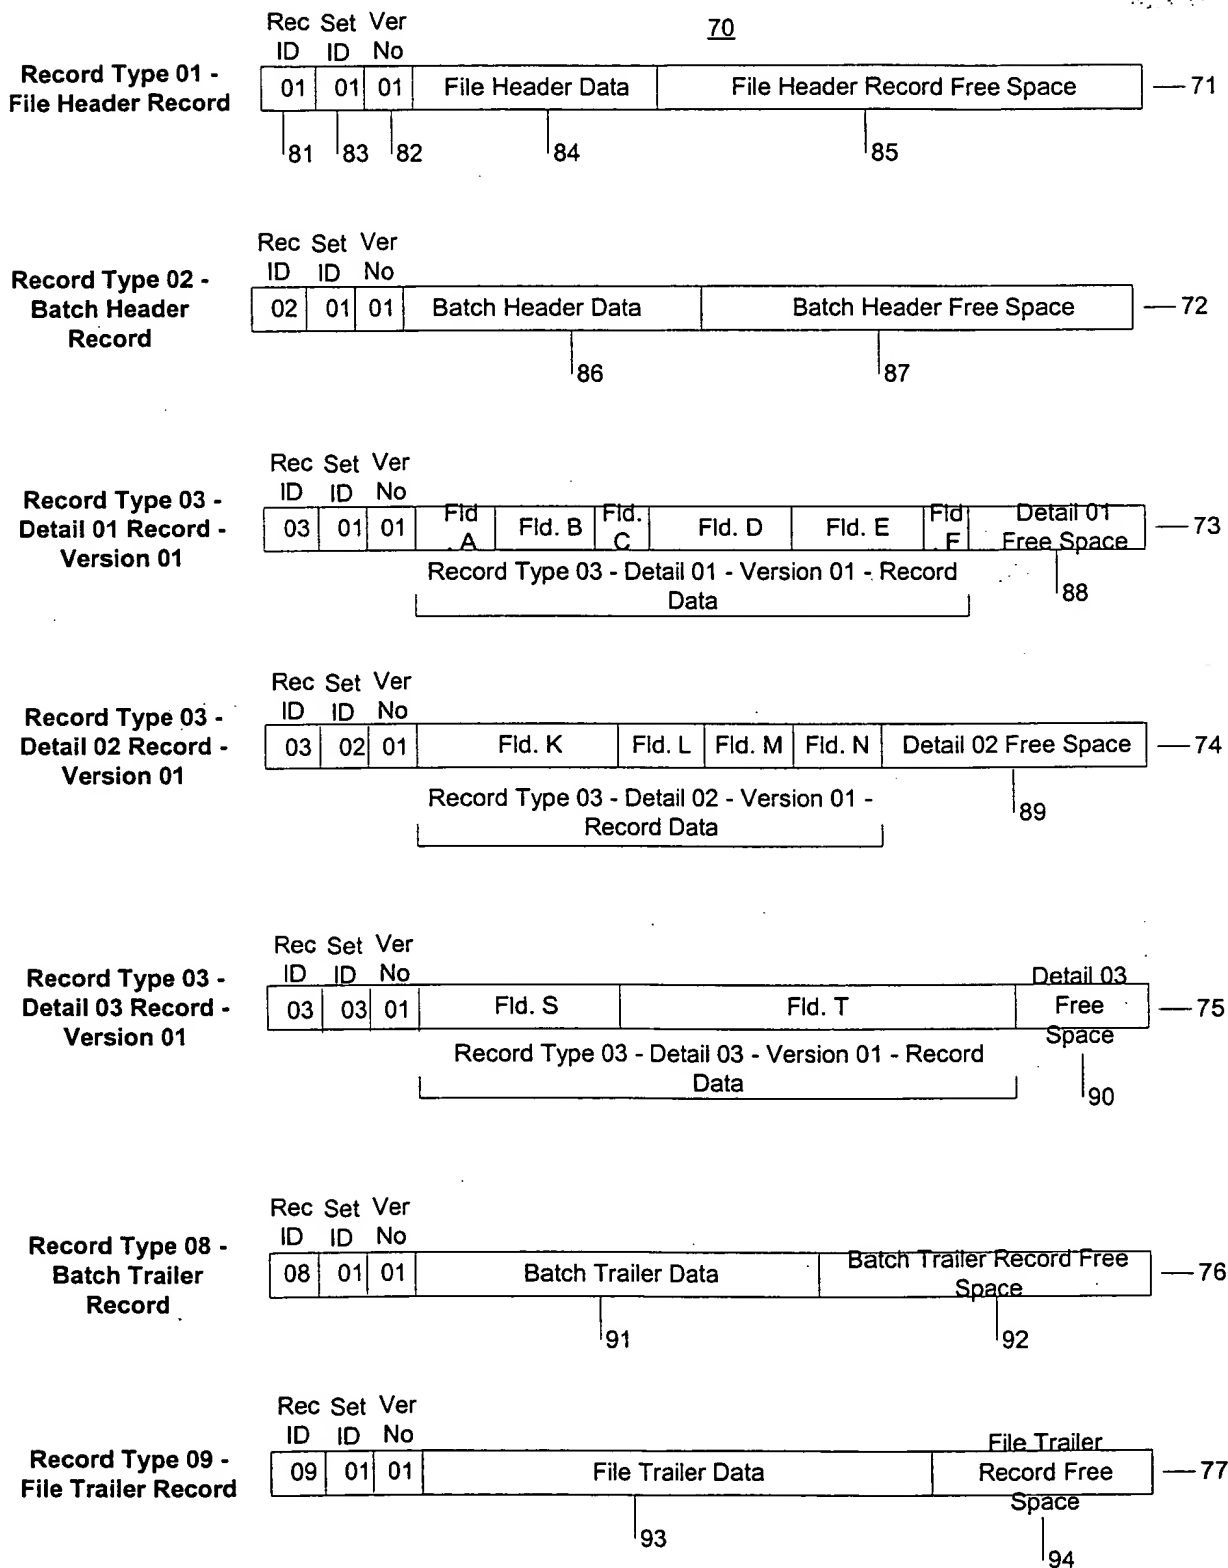 70
Rec Set Ver
ID ID No
Record Type 01 -
File Header Record
01 01 01 File Header Data File Header Record Free Space 71
81 83 82 84 85
Rec Set Ver
ID ID No
Record Type 02 -
Batch Header
Record
02 01 01 Batch Header Data Batch Header Free Space 72
86 87
Rec Set Ver
ID ID No
Record Type 03 -
Detail 01 Record -
Version 01
03 01 01 Fld. A Fld. B Fld. C Fld. D Fld. E Fld. F Detail 01 Free Space 73
Record Type 03 - Detail 01 - Version 01 - Record
Data
88
Rec Set Ver
ID ID No
Record Type 03 -
Detail 02 Record -
Version 01
03 02 01 Fld. K Fld. L Fld. M Fld. N Detail 02 Free Space 74
Record Type 03 - Detail 02 - Version 01 -
Record Data
89
Rec Set Ver
ID ID No
Record Type 03 -
Detail 03 Record -
Version 01
03 03 01 Fld. S Fld. T Detail 03 Free Space 75
Record Type 03 - Detail 03 - Version 01 - Record
Data
90
Rec Set Ver
ID ID No
Record Type 08 -
Batch Trailer
Record
08 01 01 Batch Trailer Data Batch Trailer Record Free Space 76
91 92
Rec Set Ver
ID ID No
Record Type 09 -
File Trailer Record
09 01 01 File Trailer Data File Trailer Record Free Space 77
93 94